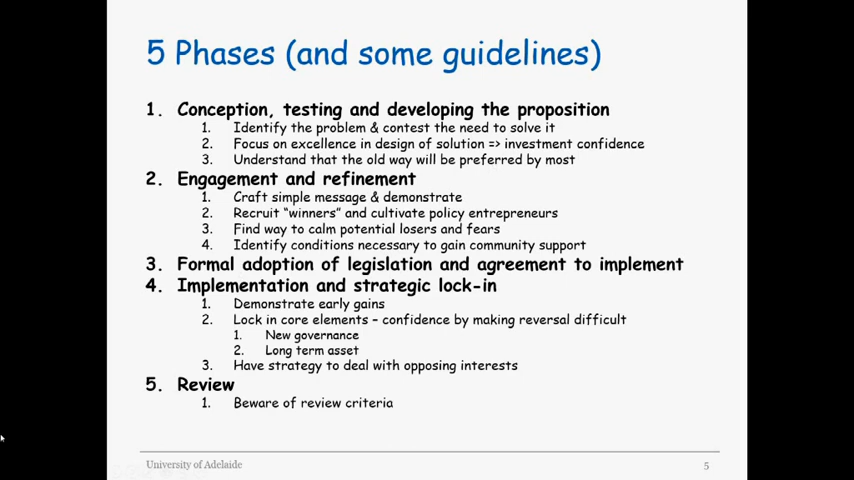 5 Phases (and some guidelines)
1. Conception, testing and developing the proposition
1. Identify the problem & contest the need to solve it
2. Focus on excellence in design of solution => investment confidence
3. Understand that the old way will be preferred by most
2. Engagement and refinement
1. Craft simple message & demonstrate
2. Recruit “winners” and cultivate policy entrepreneurs
3. Find way to calm potential losers and fears
4. Identify conditions necessary to gain community support
3. Formal adoption of legislation and agreement to implement
4. Implementation and strategic lock-in
1. Demonstrate early gains
2. Lock in core elements – confidence by making reversal difficult
1. New governance
2. Long term asset
3. Have strategy to deal with opposing interests
5. Review
1. Beware of review criteria
University of Adelaide 5